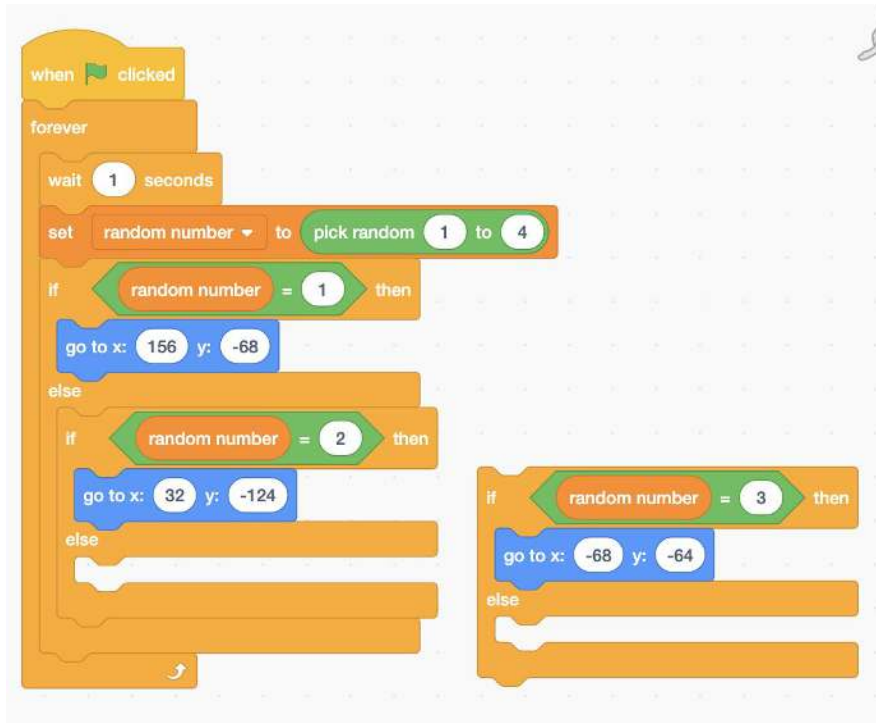 when clicked
forever
wait 1 seconds
set random number to pick random 1 to 4
if random number = 1 then
go to x: 156 y: -68
else
if random number = 2 then
go to x: 32 y: -124
else
if random number = 3 then
go to x: -68 y: -64
else